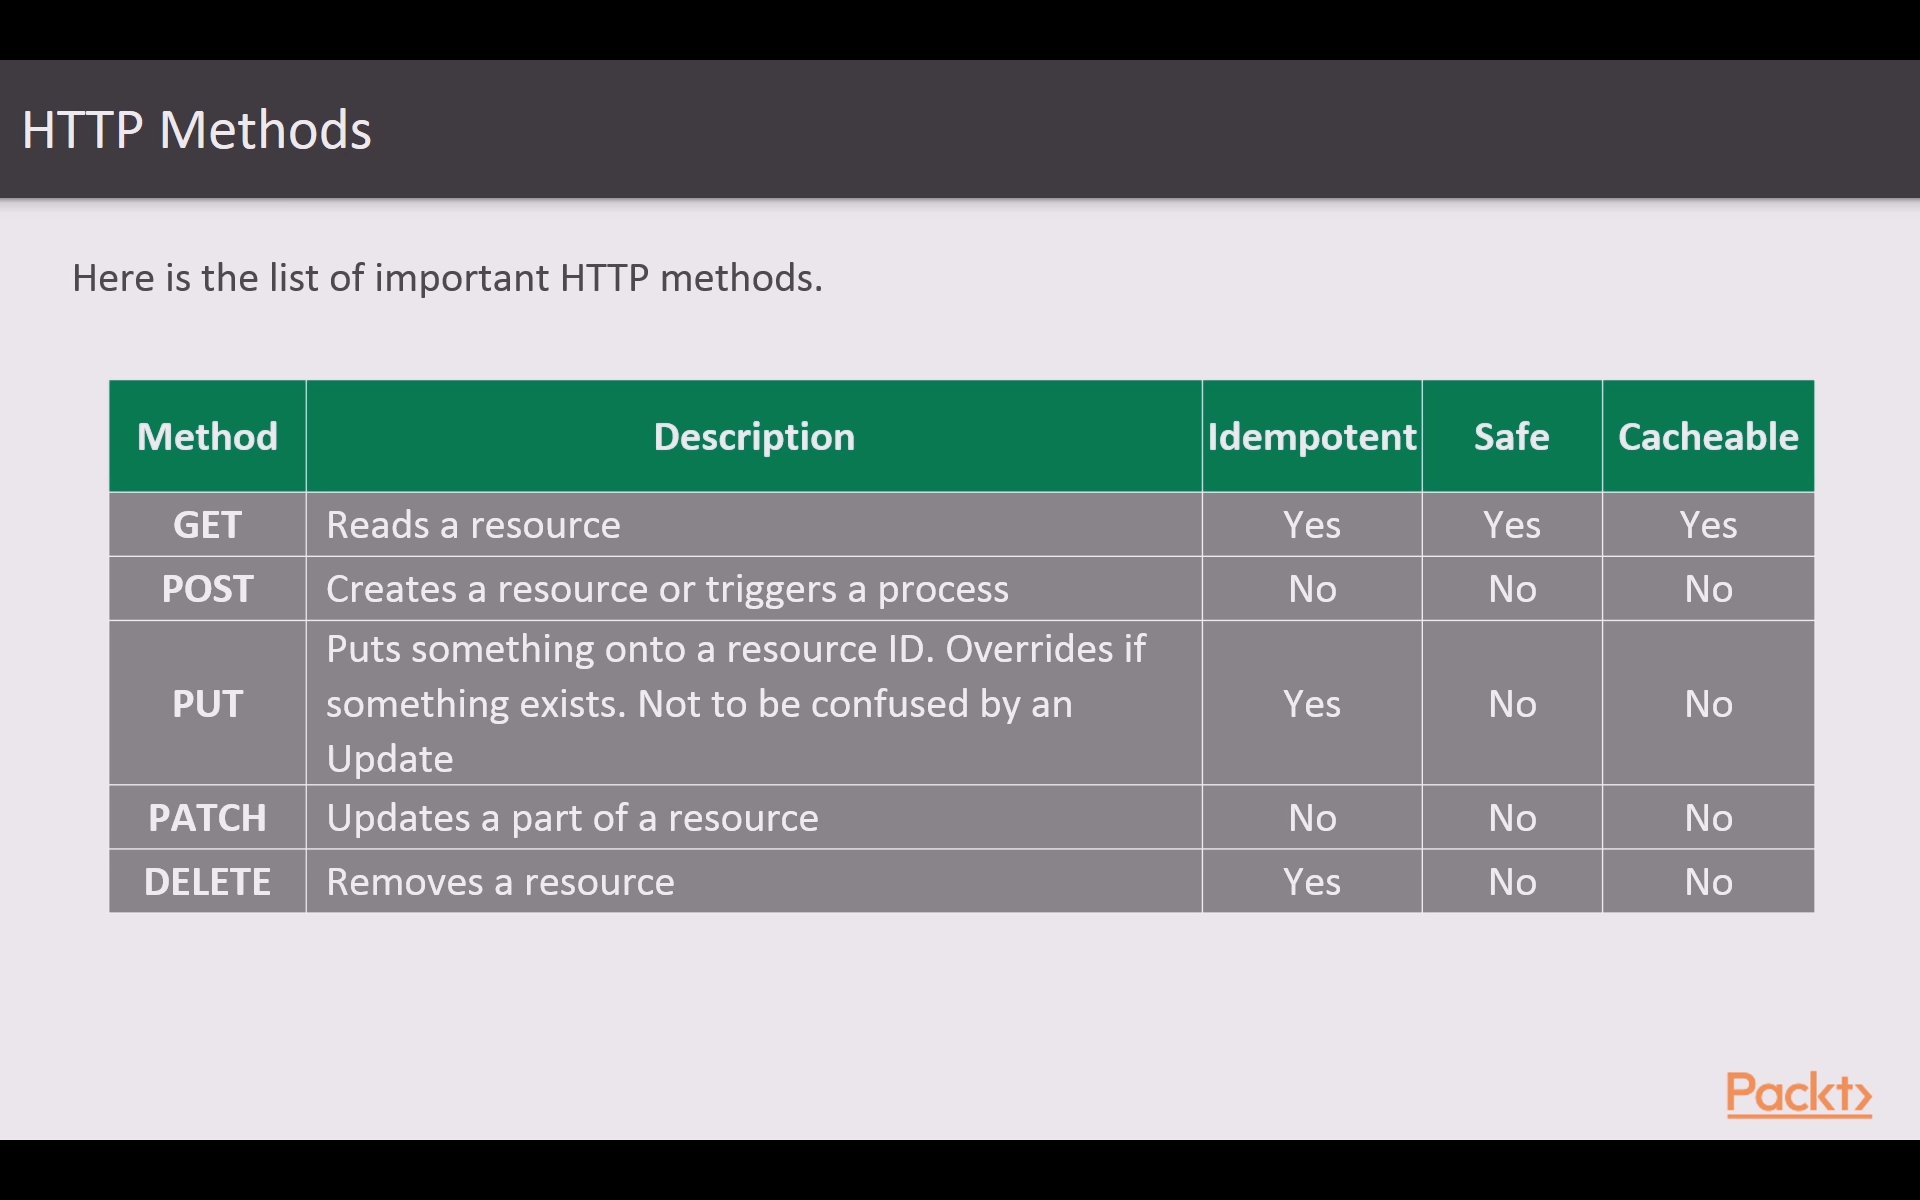 HTTP Methods
Here is the list of important HTTP methods.
Method Description Idempotent Safe Cacheable
GET Reads a resource Yes Yes Yes
POST Creates a resource or triggers a process No No No
PUT Puts something onto a resource ID. Overrides if
something exists. Not to be confused by an
Update Yes No No
PATCH Updates a part of a resource No No No
DELETE Removes a resource Yes No No
Packt>